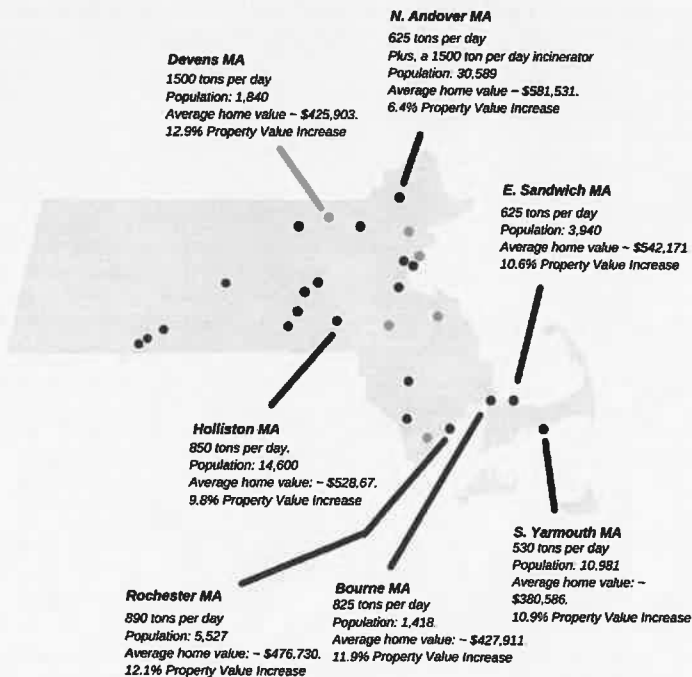 N. Andover MA
625 tons per day
Plus, a 1500 ton per day incinerator
Population. 30,589
Average home value ~ $581,531.
6.4% Property Value Increase
Devens MA
1500 tons per day
Population: 1,840
Average home value ~ $425,903.
12.9% Property Value Increase
E. Sandwich MA
625 tons per day
Population: 3,940
Average home value ~ $542,171
10.6% Property Value Increase
Holliston MA
850 tons per day.
Population: 14,600
Average home value: ~ $528,67.
9.8% Property Value Increase
S. Yarmouth MA
530 tons per day
Population: 10,981
Average home value: ~
$380,586.
10.9% Property Value Increase
Rochester MA
890 tons per day
Population: 5,527
Average home value: ~ $476,730.
12.1% Property Value Increase
Bourne MA
825 tons per day
Population: 1,418.
Average home value: ~ $427,911
11.9% Property Value Increase